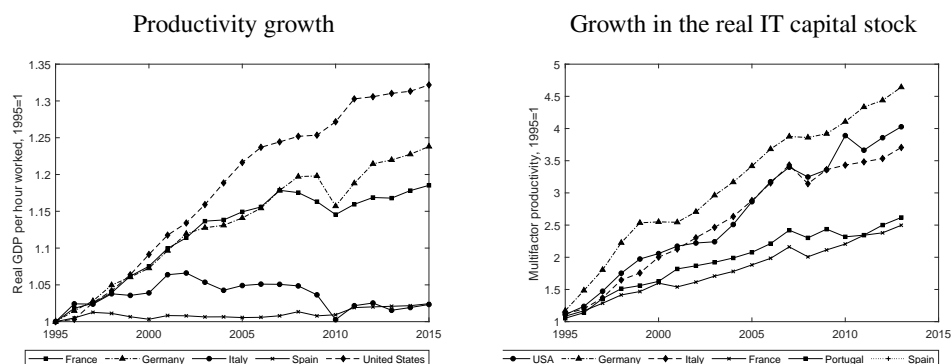 Productivity growth
Growth in the real IT capital stock
Real GDP per hour worked, 1995=1
1.35
1.3
1.25
1.2
1.15
1.1
1.05
1
1995 2000 2005 2010 2015
France Germany Italy Spain United States
Multifactor productivity, 1995=1
5
4.5
4
3.5
3
2.5
2
1.5
1
1995 2000 2005 2010 2015
USA Germany Italy France Portugal Spain